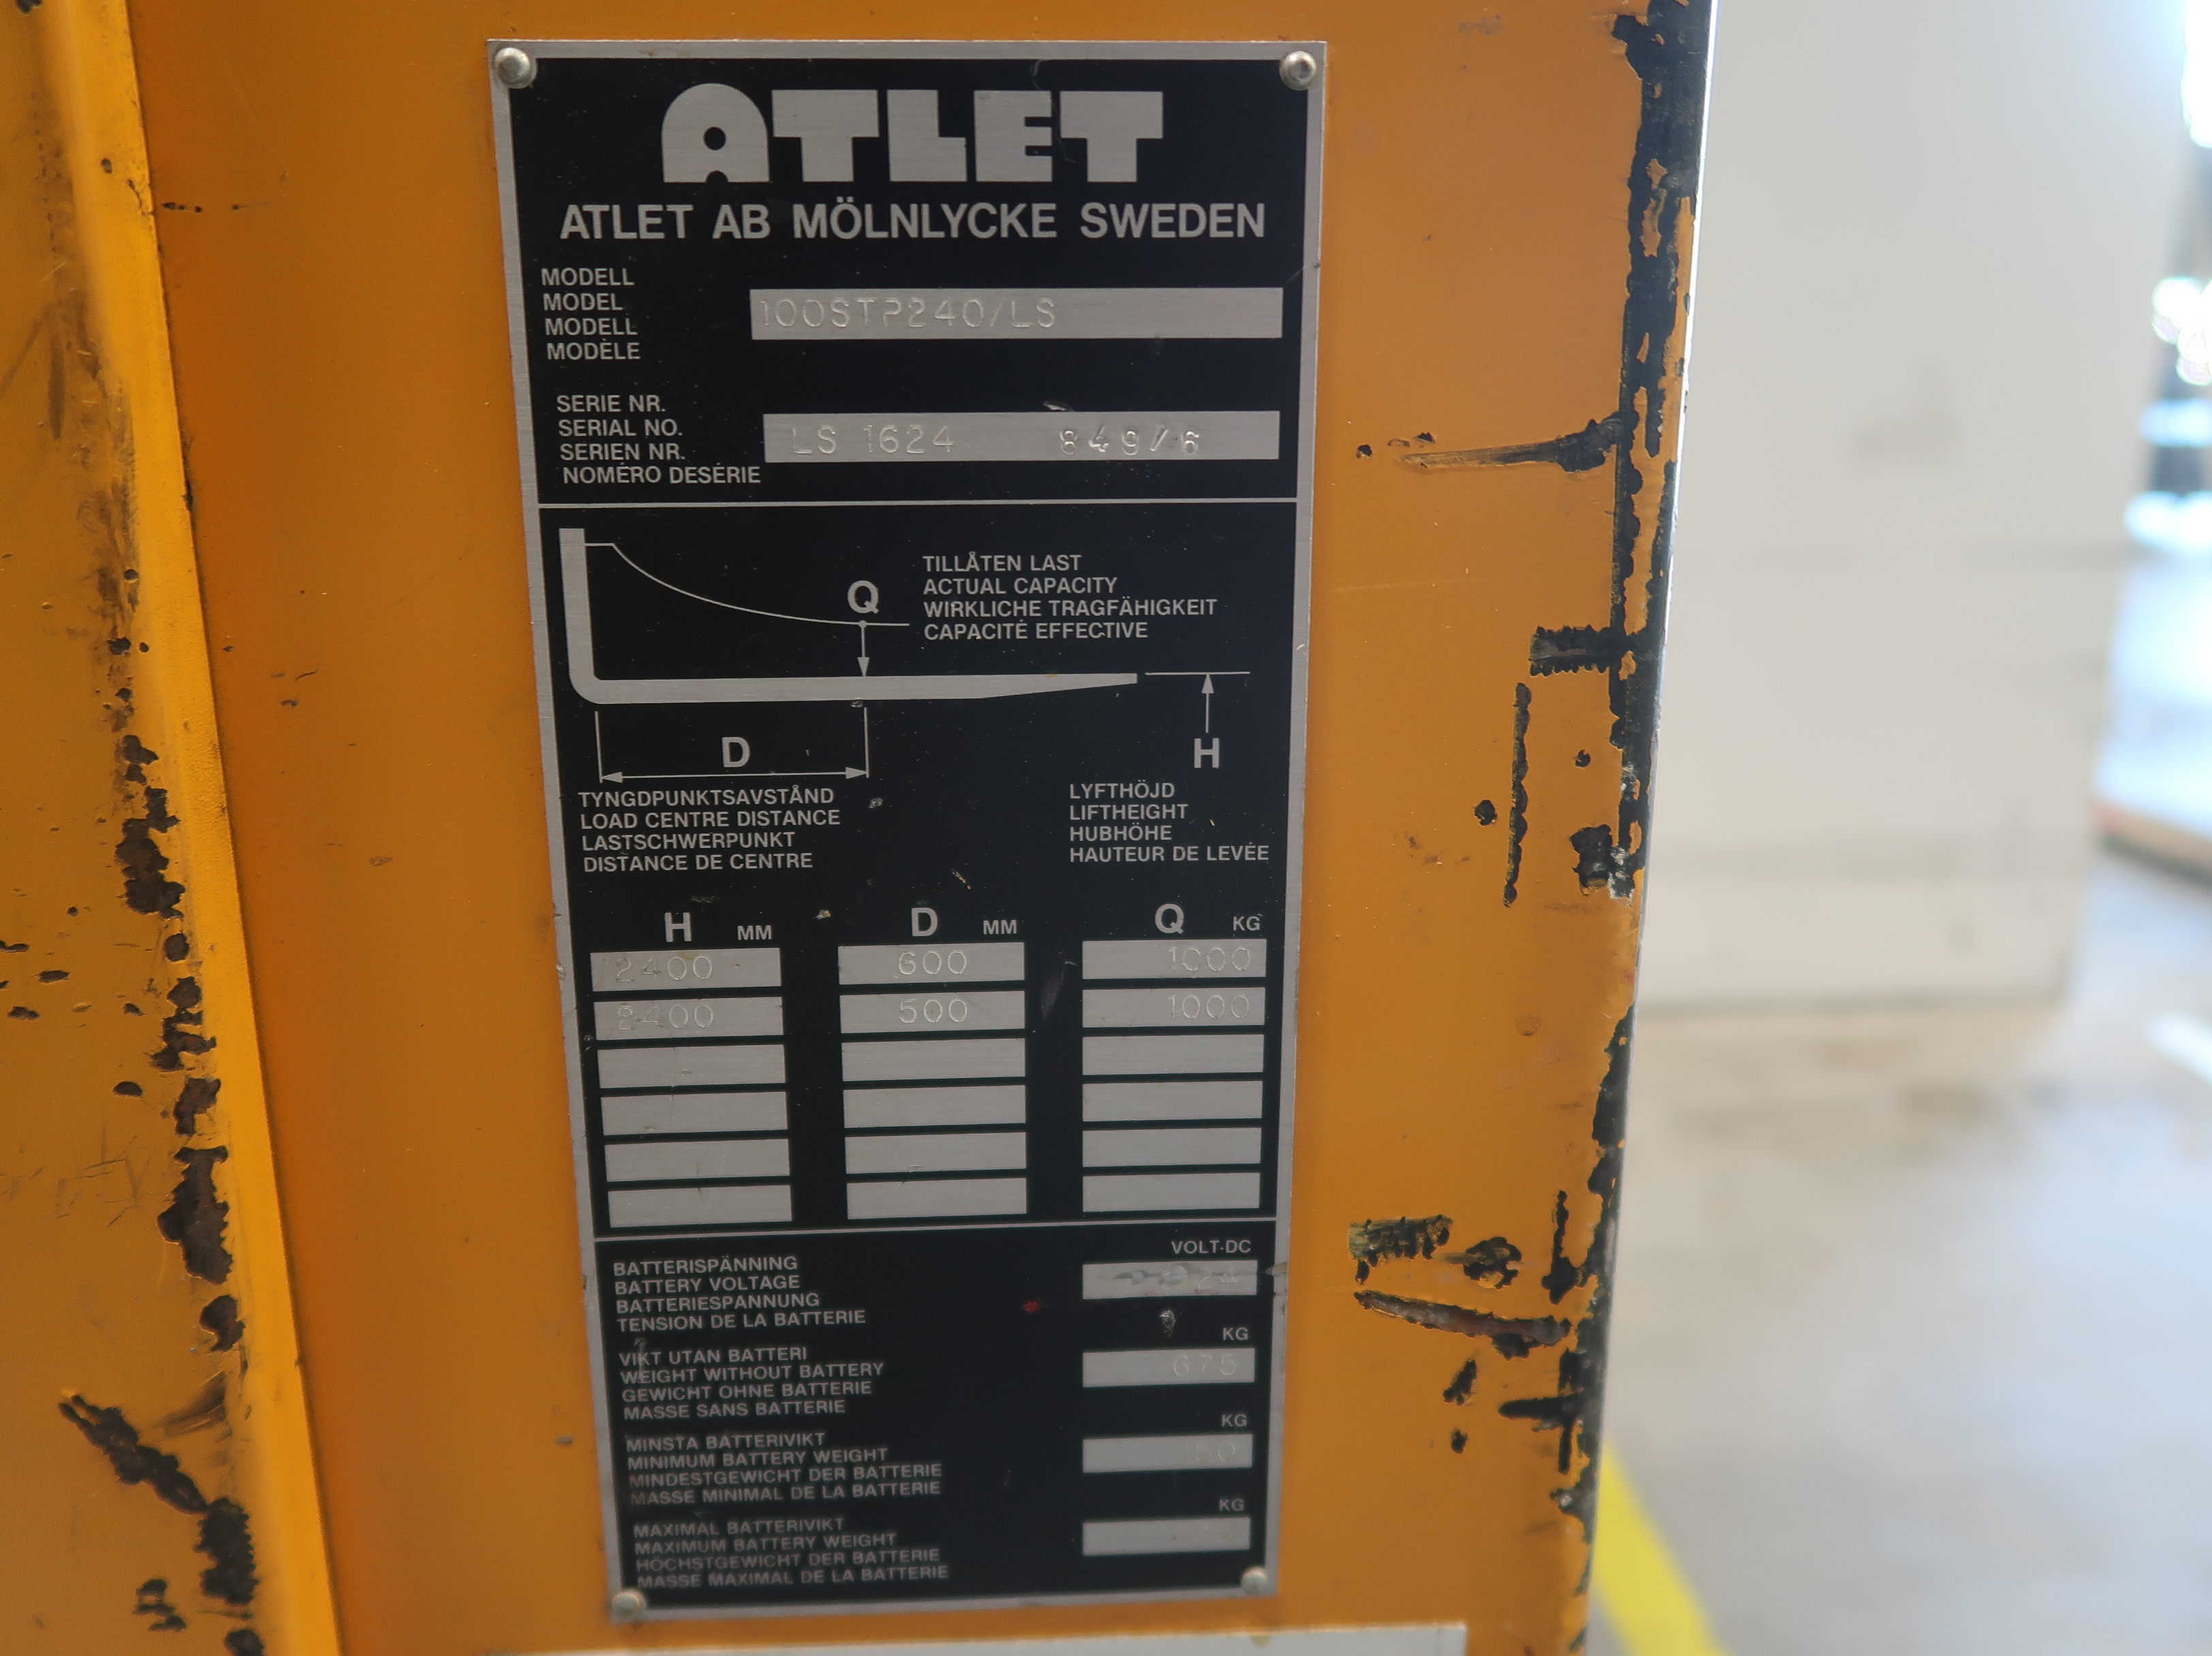 ATLET
ATLET AB MÖLNLYCKE SWEDEN
MODELL
MODEL
MODELL
MODÈLE
100STP240/LS
SERIE NR.
SERIAL NO.
SERIEN NR.
NOMÉRO DESÉRIE
LS 1624 849/6
Q
TILLÅTEN LAST
ACTUAL CAPACITY
WIRKLICHE TRAGFÄHIGKEIT
CAPACITÉ EFFECTIVE
D
H
TYNGDPUNKTSAVSTÅND
LOAD CENTRE DISTANCE
LASTSCHWERPUNKT
DISTANCE DE CENTRE
LYFTHÖJD
LIFTHEIGHT
HUBHÖHE
HAUTEUR DE LEVÉE
H MM D MM Q KG
2400 600 1000
2400 500 1000
VOLT-DC
BATTERISPÄNNING
BATTERY VOLTAGE
BATTERIESPANNUNG
TENSION DE LA BATTERIE
24
KG
VIKT UTAN BATTERI
WEIGHT WITHOUT BATTERY
GEWICHT OHNE BATTERIE
MASSE SANS BATTERIE
675
KG
MINSTA BATTERIVIKT
MINIMUM BATTERY WEIGHT
MINDESTGEWICHT DER BATTERIE
MASSE MINIMAL DE LA BATTERIE
KG
MAXIMAL BATTERIVIKT
MAXIMUM BATTERY WEIGHT
HÖCHSTGEWICHT DER BATTERIE
MASSE MAXIMAL DE LA BATTERIE